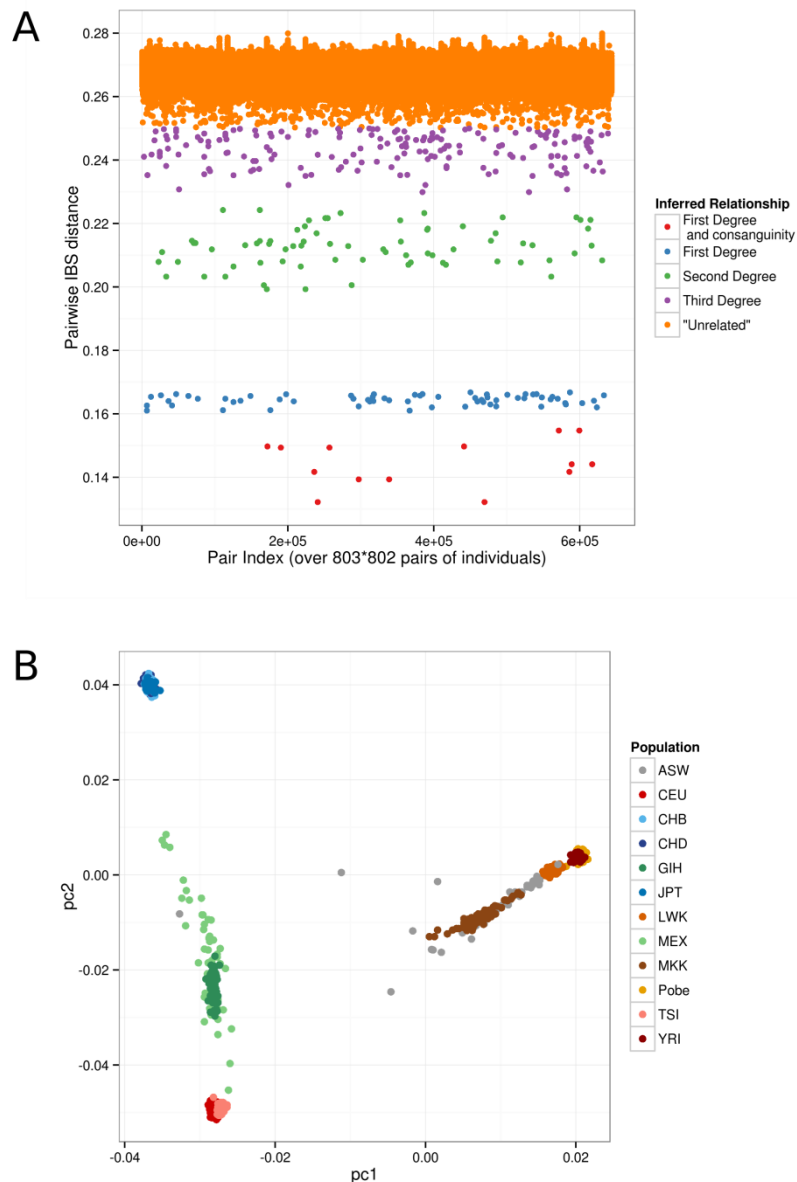 A
0.28
0.26
0.24
0.22
0.20
0.18
0.16
0.14
Pairwise IBS distance
0e+00
2e+05
4e+05
6e+05
Pair Index (over 803*802 pairs of individuals)
Inferred Relationship
First Degree
and consanguinity
First Degree
Second Degree
Third Degree
"Unrelated"
B
0.04
0.02
0.00
-0.02
-0.04
pc2
-0.04
-0.02
0.00
0.02
pc1
Population
ASW
CEU
CHB
CHD
GIH
JPT
LWK
MEX
MKK
Pobe
TSI
YRI